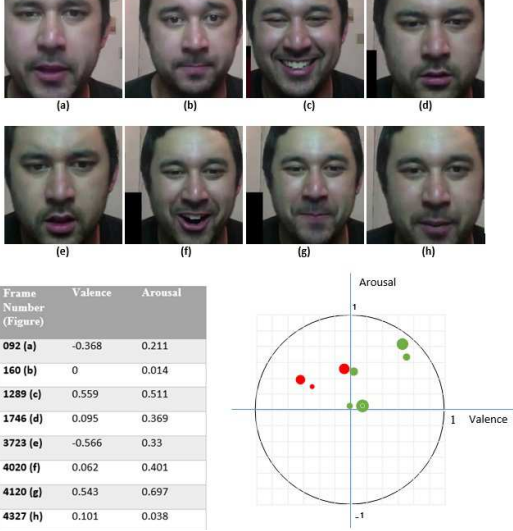 (a) (b) (c) (d)
(e) (f) (g) (h)
Frame Valence Arousal
Number
(Figure)
092 (a) -0.368 0.211
160 (b) 0 0.014
1289 (c) 0.559 0.511
1746 (d) 0.095 0.369
3723 (e) -0.566 0.33
4020 (f) 0.062 0.401
4120 (g) 0.543 0.697
4327 (h) 0.101 0.038
Arousal
1
1 Valence
-1